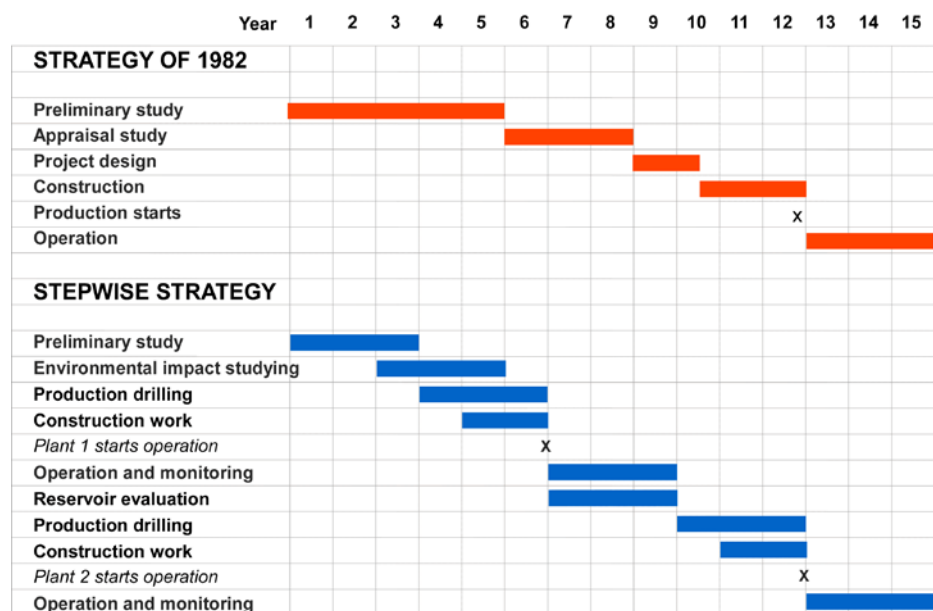 Year 1 2 3 4 5 6 7 8 9 10 11 12 13 14 15
STRATEGY OF 1982
Preliminary study
Appraisal study
Project design
Construction
Production starts x
Operation
STEPWISE STRATEGY
Preliminary study
Environmental impact studying
Production drilling
Construction work
Plant 1 starts operation x
Operation and monitoring
Reservoir evaluation
Production drilling
Construction work
Plant 2 starts operation x
Operation and monitoring